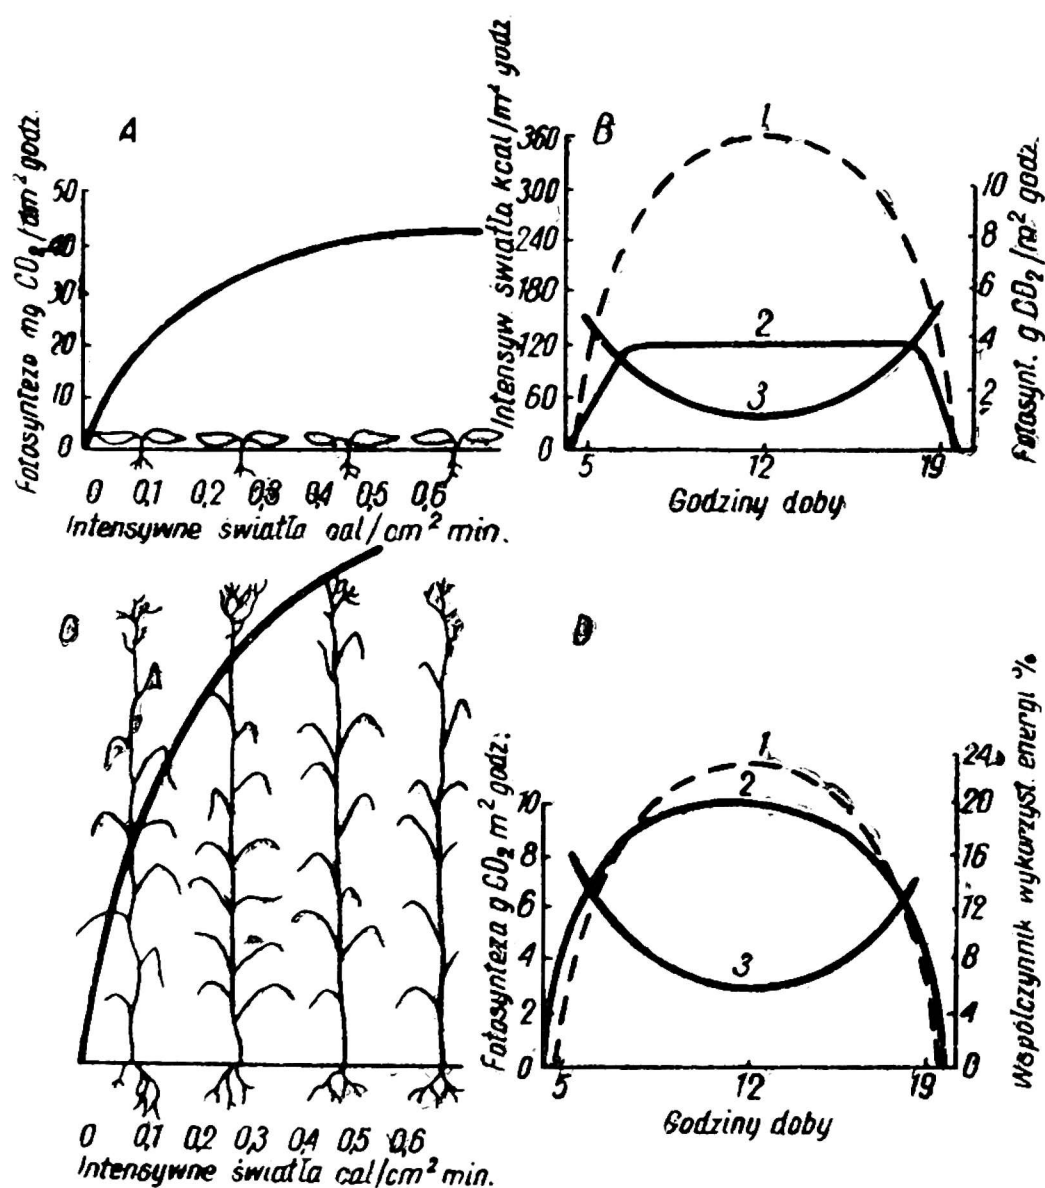 A
Fotosynteza mg CO2/dm2 godz.
50
40
30
20
10
0
0 0,1 0,2 0,3 0,4 0,5 0,6
Intensywne światła cal/cm2 min.
B
Intensyw. światła kcal/m2 godz
360
300
240
180
120
60
0
1
2
3
10
8
6
4
2
Fotosynt. g CO2/m2 godz.
5 12 19
Godziny doby
0 0,1 0,2 0,3 0,4 0,5 0,6
Intensywne światła cal/cm2 min.
D
Fotosynteza g CO2 m2 godz.
10
8
6
4
2
0
1
2
3
24
20
16
12
8
4
0
Współczynnik wykorzyst. energi %
5 12 19
Godziny doby